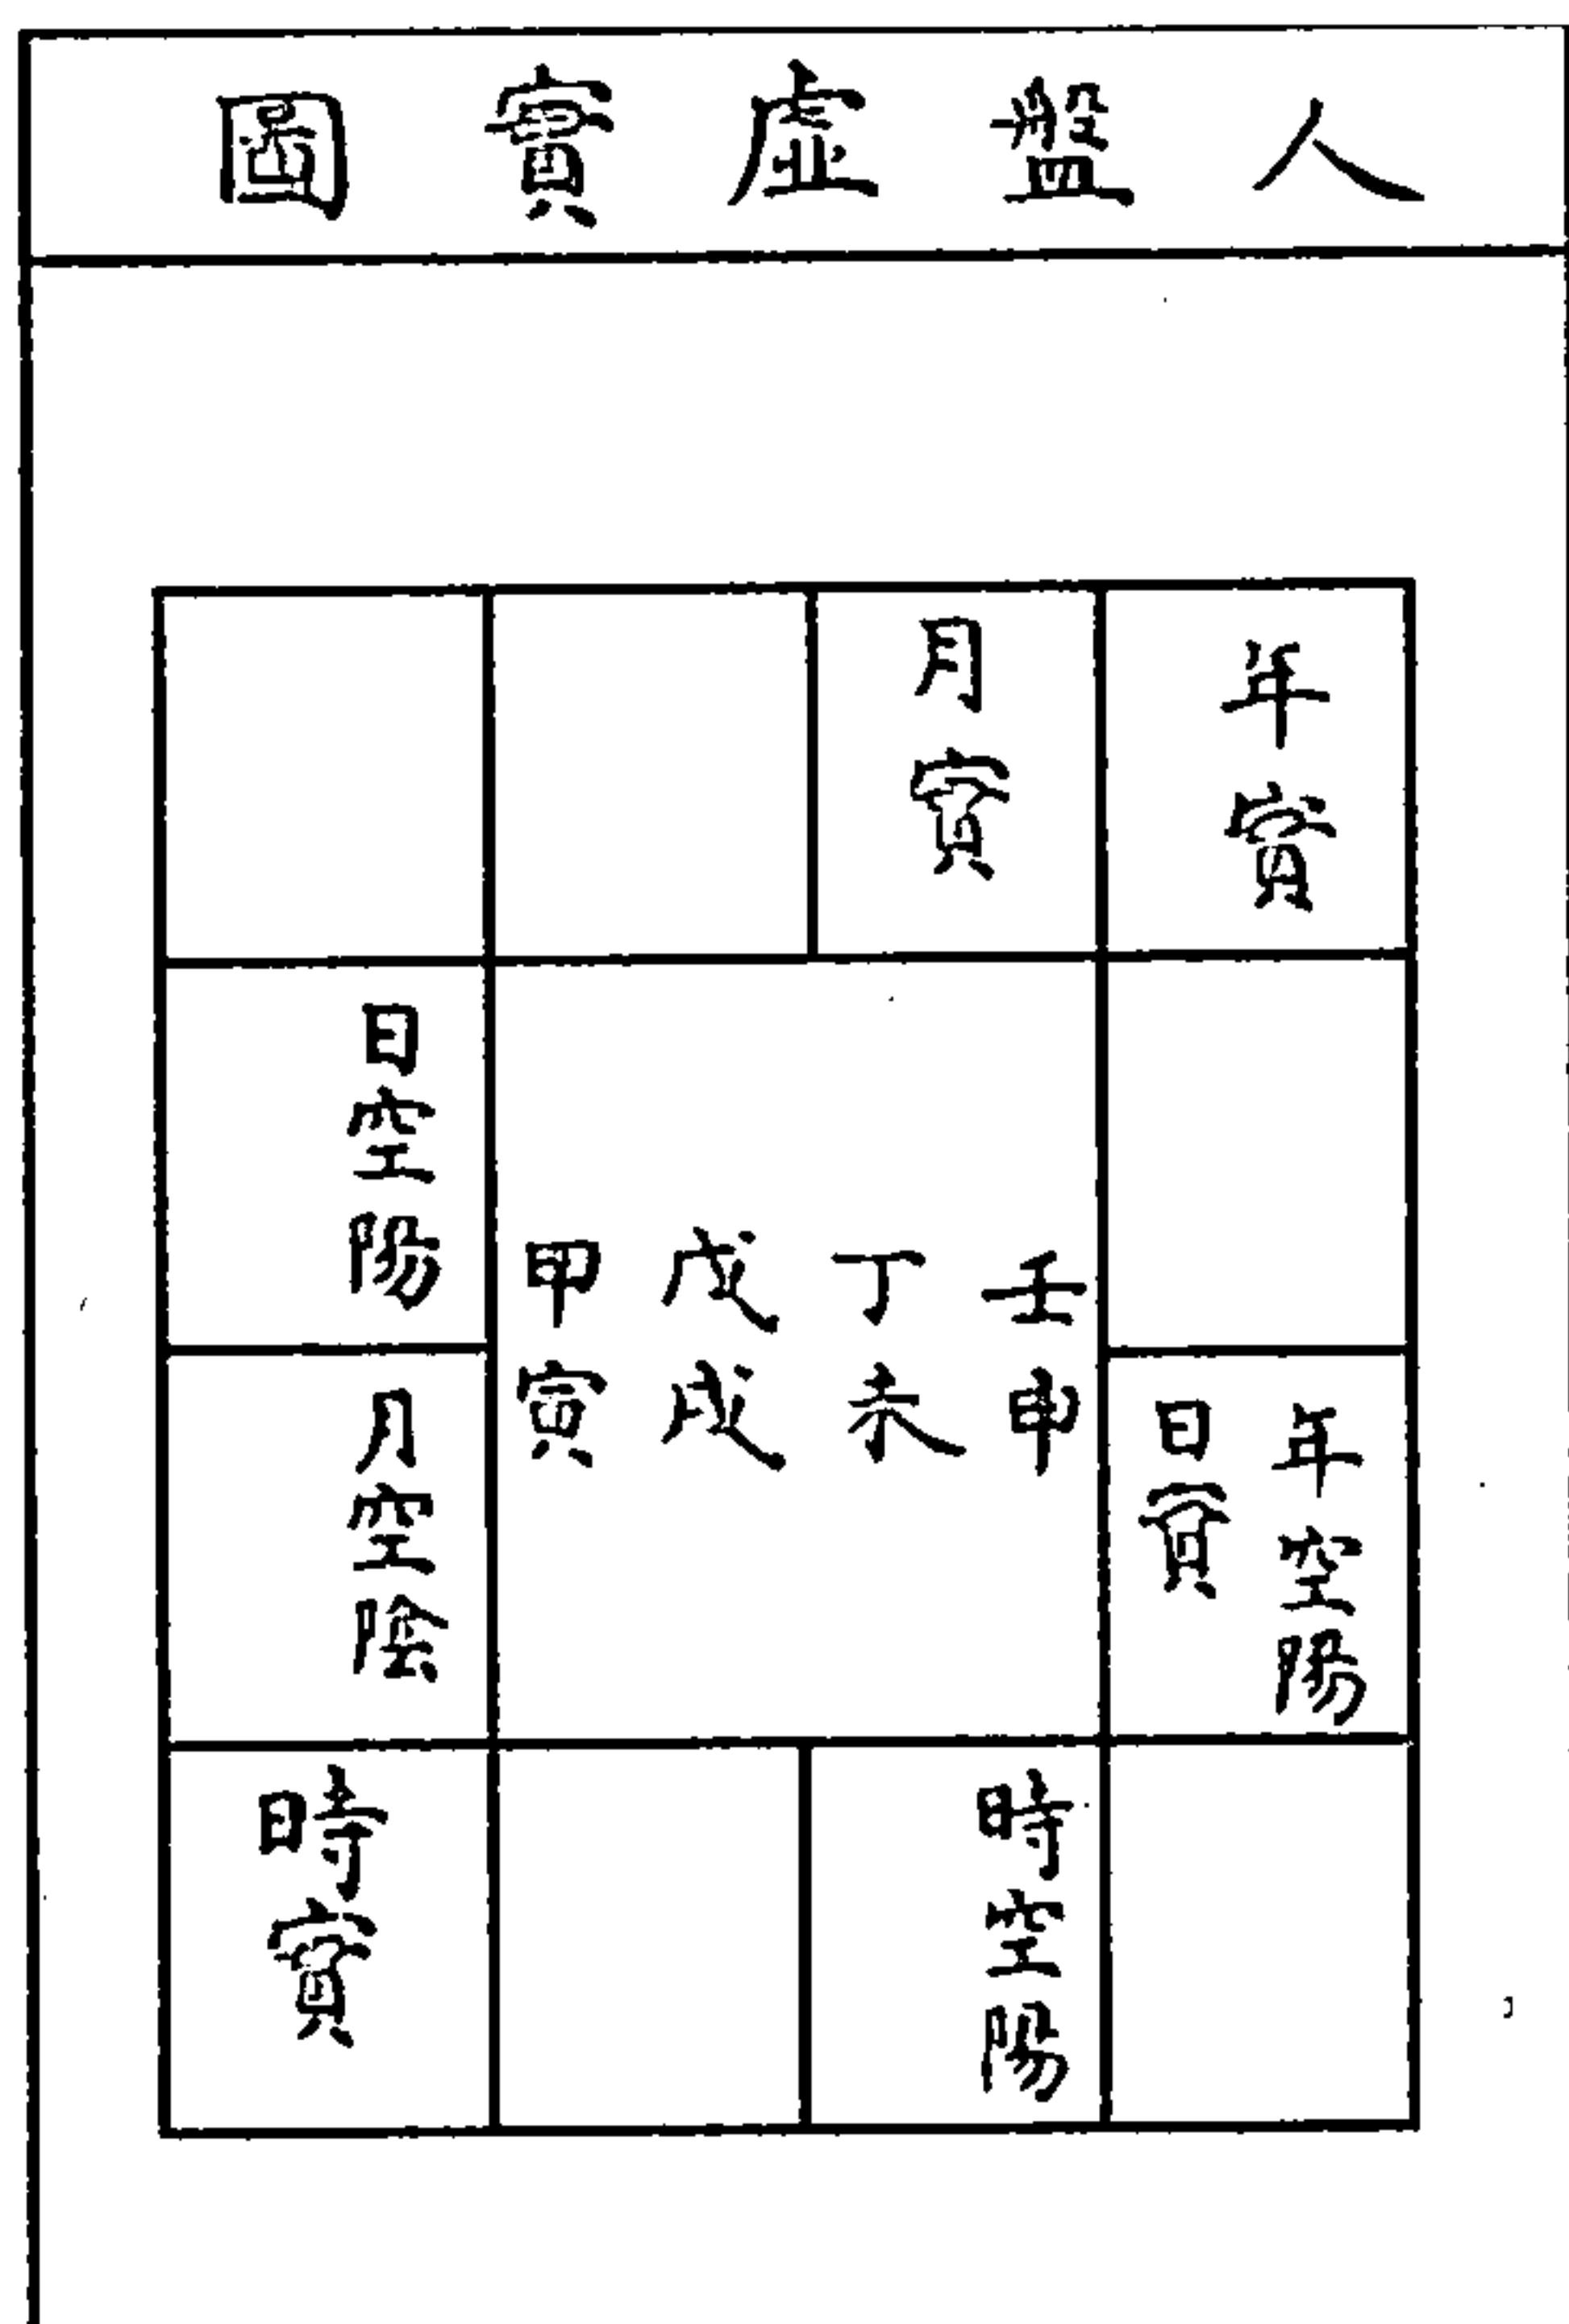 人盤虛實圖
年實
月實
年空陽
日實
壬申
丁未
戊戌
甲寅
日空陽
月空陰
時空陽
時實